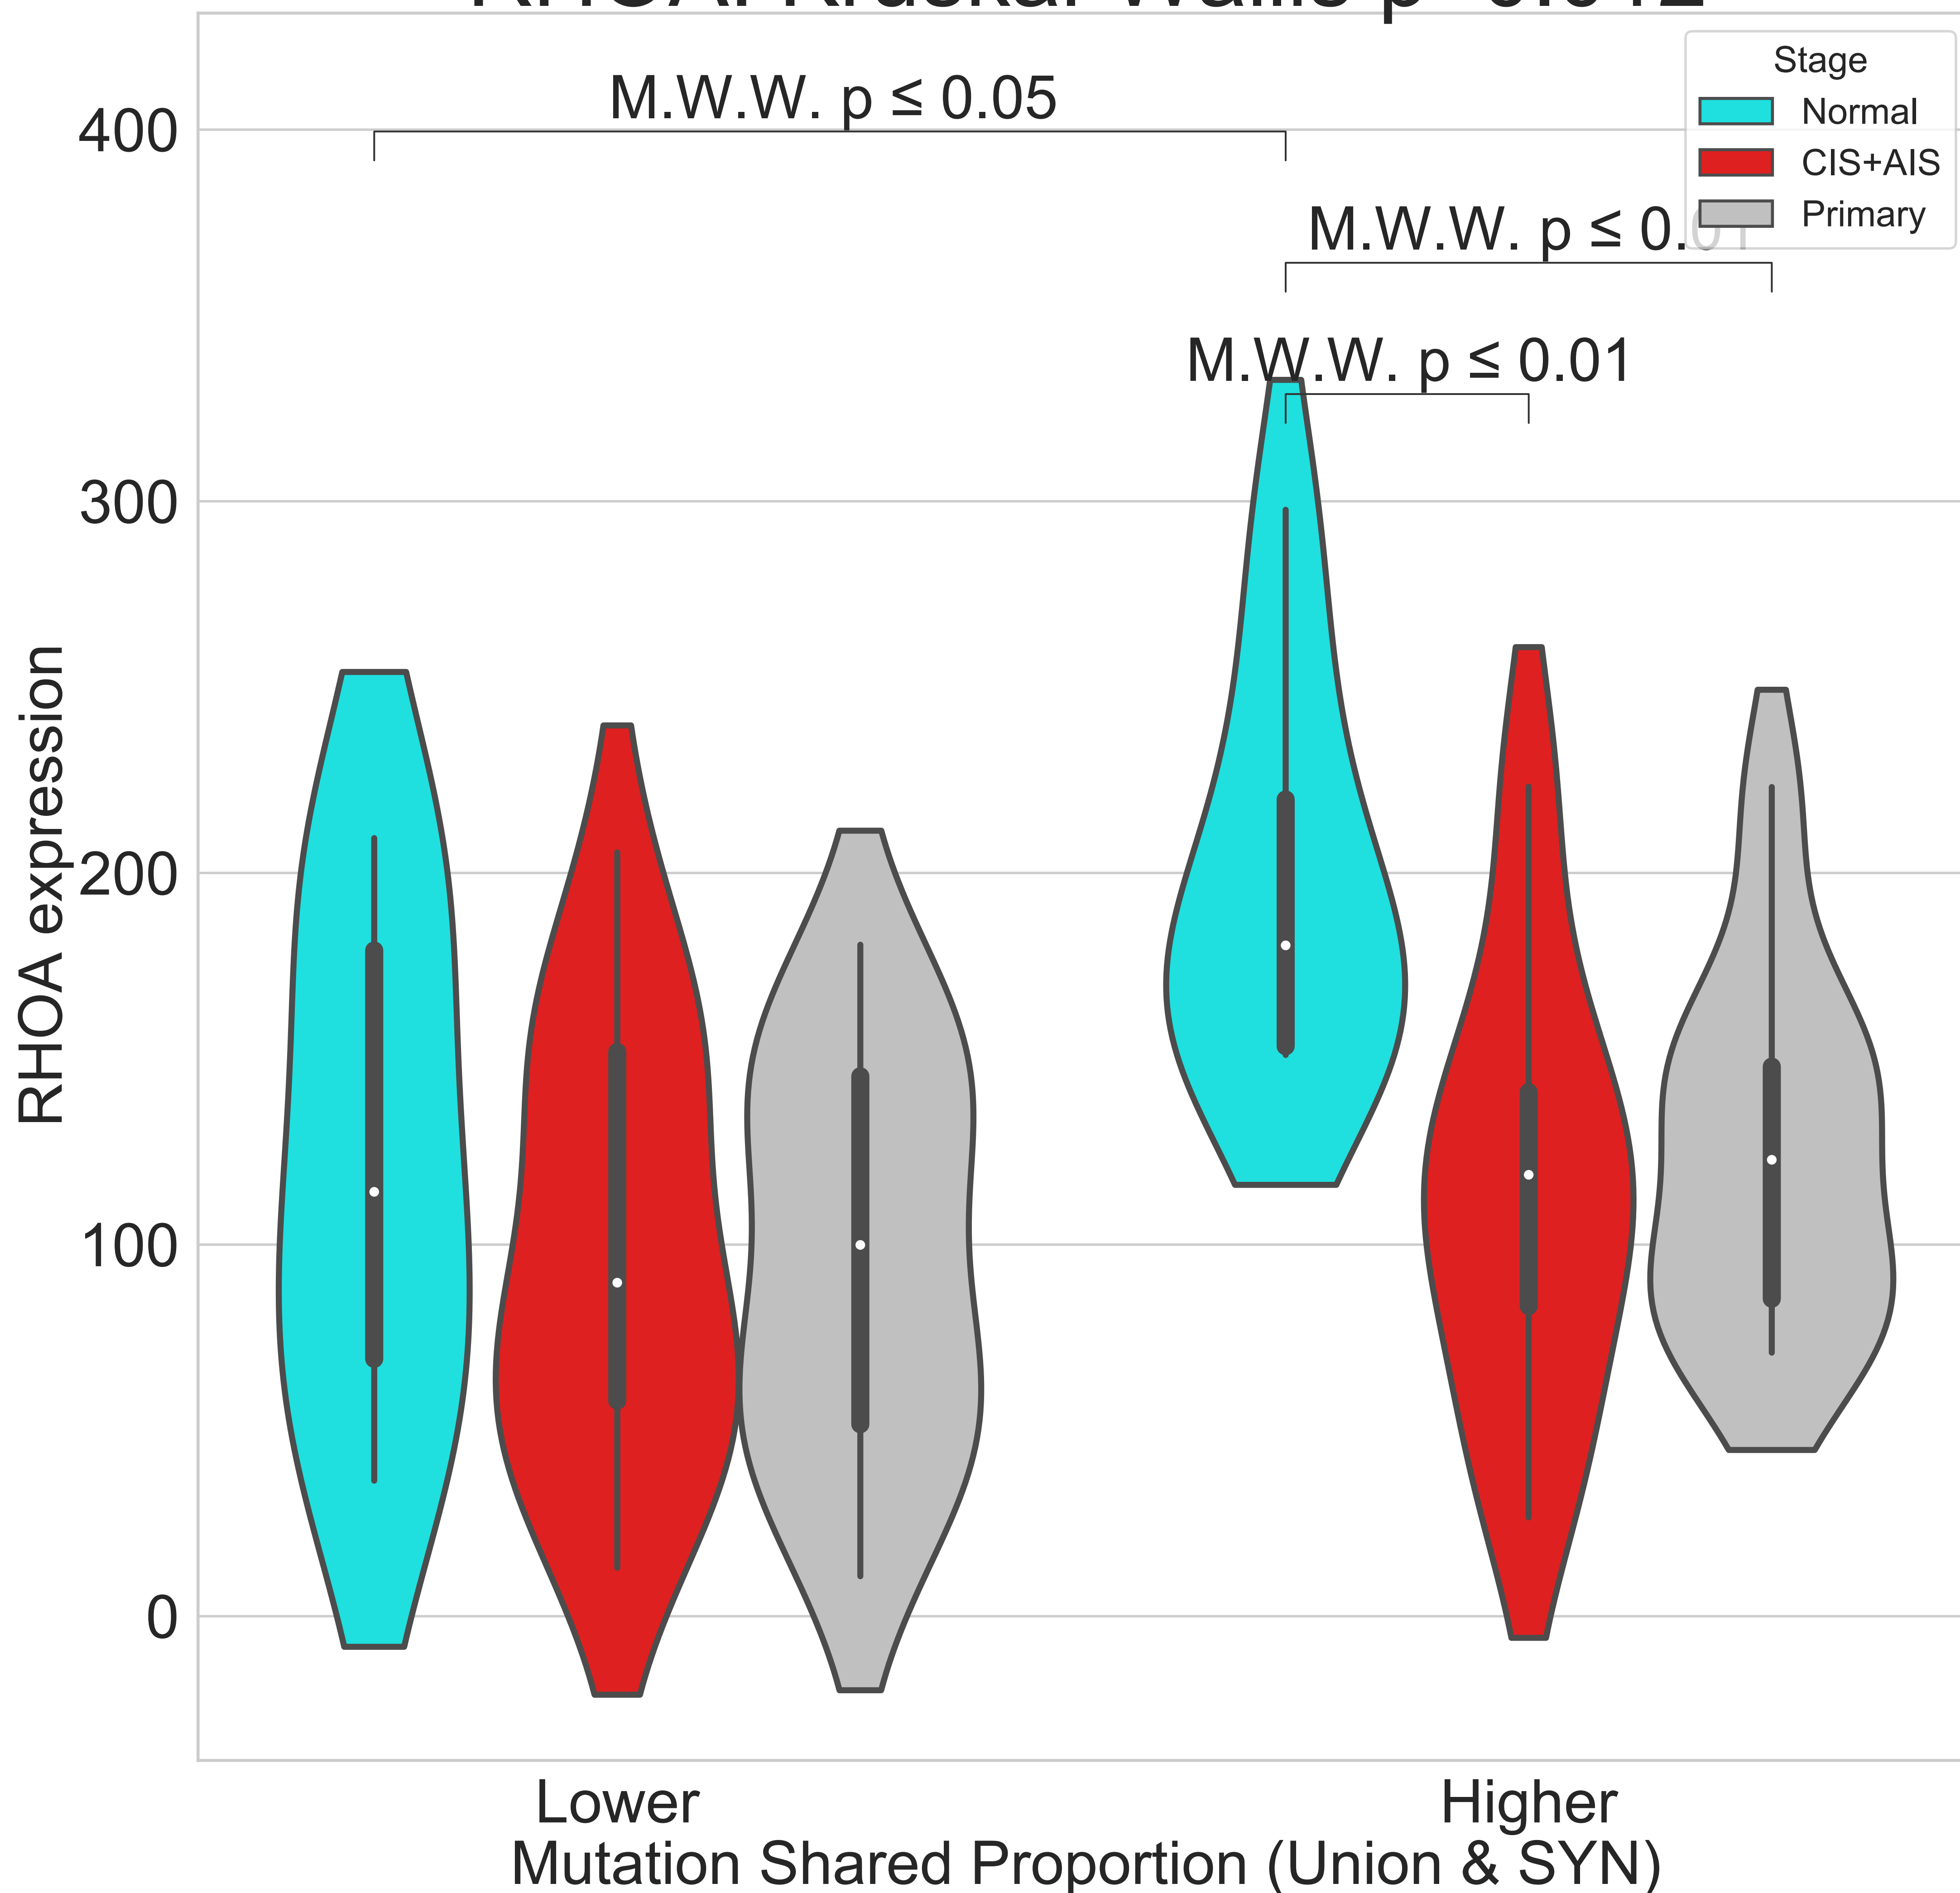 M.W.W. p ≤ 0.05
Stage
Normal
CIS+AIS
Primary
M.W.W. p ≤ 0.01
M.W.W. p ≤ 0.01
400
300
200
100
0
RHOA expression
Lower
Higher
Mutation Shared Proportion (Union & SYN)